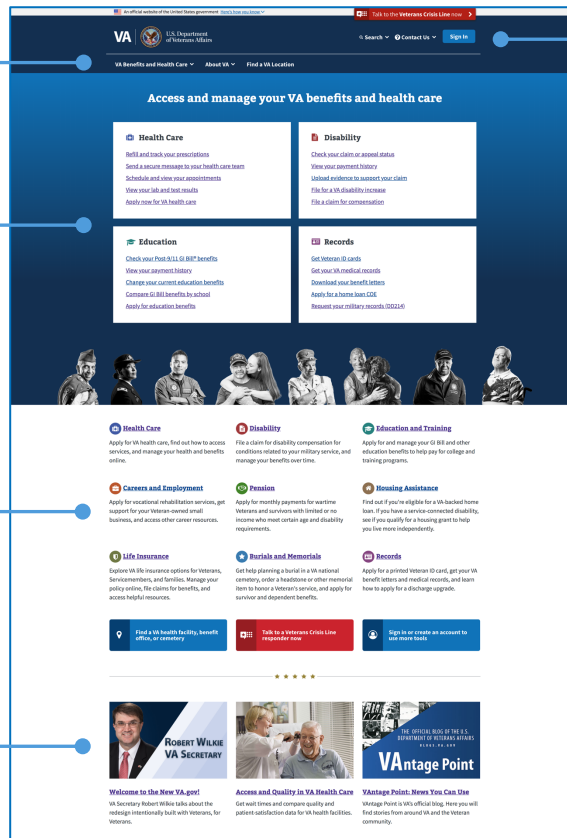 An official website of the United States government Here's how you know
Talk to the Veterans Crisis Line now
VA
U.S. Department
of Veterans Affairs
Search
Contact Us
Sign in
VA Benefits and Health Care
About VA
Find a VA Location
Access and manage your VA benefits and health care
Health Care
Refill and track your prescriptions
Send a secure message to your health care team
Schedule and view your appointments
View your lab and test results
Apply now for VA health care
Disability
Check your claim or appeal status
View your payment history
Upload evidence to support your claim
File for a VA disability increase
File a claim for compensation
Education
Check your Post-9/11 GI Bill® benefits
View your payment history
Change your current education benefits
Compare GI Bill benefits by school
Apply for education benefits
Records
Get Veteran ID cards
Get your VA medical records
Download your benefit letters
Apply for a home loan COE
Request your military records (DD214)
Health Care
Apply for VA health care, find out how to access
services, and manage your health and benefits
online.
Disability
File a claim for disability compensation for
conditions related to your military service, and
manage your benefits over time.
Education and Training
Apply for and manage your GI Bill and other
education benefits to help pay for college and
training programs.
Careers and Employment
Apply for vocational rehabilitation services, get
support for your Veteran-owned small
business, and access other career resources.
Pension
Apply for monthly payments for wartime
Veterans and survivors with limited or no
income who meet certain age and disability
requirements.
Housing Assistance
Find out if you're eligible for a VA-backed home
loan. If you have a service-connected disability,
see if you qualify for a housing grant to help
you live more independently.
Life Insurance
Explore VA life insurance options for Veterans,
Servicemembers, and families. Manage your
policy online, file claims for benefits, and
access helpful resources.
Burials and Memorials
Get help planning a burial in a VA national
cemetery, order a headstone or other memorial
item to honor a Veteran's service, and apply for
survivor and dependent benefits.
Records
Apply for a printed Veteran ID card, get your VA
benefit letters and medical records, and learn
how to apply for a discharge upgrade.
Find a VA health facility, benefit
office, or cemetery
Talk to a Veterans Crisis Line
responder now
Sign in or create an account to
use more tools
ROBERT WILKIE
VA SECRETARY
THE OFFICIAL BLOG OF THE U.S.
DEPARTMENT OF VETERANS AFFAIRS
BLOGS.VA.GOV
VAntage Point
Welcome to the New VA.gov!
VA Secretary Robert Wilkie talks about the
redesign intentionally built with Veterans, for
Veterans.
Access and Quality in VA Health Care
Get wait times and compare quality and
patient-satisfaction data for VA health facilities.
VAntage Point: News You Can Use
VAntage Point is VA's official blog. Here you will
find stories from around VA and the Veteran
community.